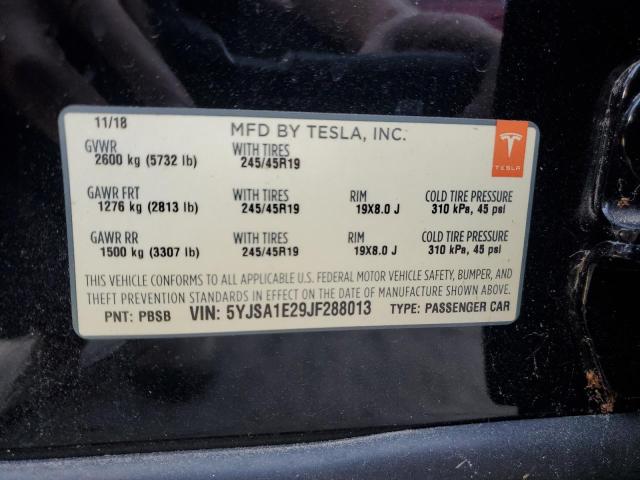 11/18 MFD BY TESLA, INC.
GVWR WITH TIRES
2600 kg (5732 lb) 245/45R19
TESLA
GAWR FRT WITH TIRES RIM COLD TIRE PRESSURE
1276 kg (2813 lb) 245/45R19 19X8.0 J 310 kPa, 45 psi
GAWR RR WITH TIRES RIM COLD TIRE PRESSURE
1500 kg (3307 lb) 245/45R19 19X8.0 J 310 kPa, 45 psi
THIS VEHICLE CONFORMS TO ALL APPLICABLE U.S. FEDERAL MOTOR VEHICLE SAFETY, BUMPER, AND
THEFT PREVENTION STANDARDS IN EFFECT ON THE DATE OF MANUFACTURE SHOWN ABOVE.
PNT: PBSB VIN: 5YJSA1E29JF288013 TYPE: PASSENGER CAR